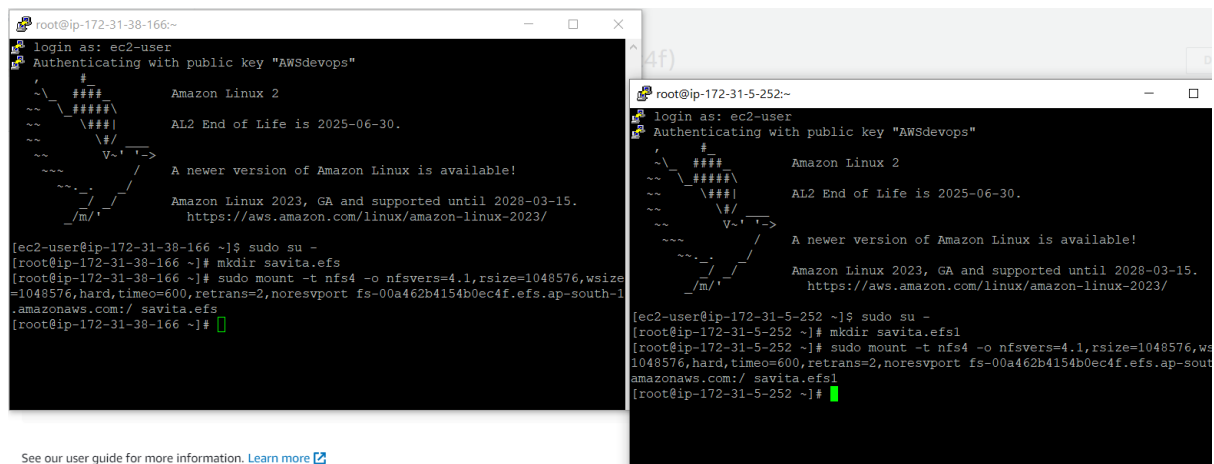 root@ip-172-31-38-166:~
login as: ec2-user
Authenticating with public key "AWSdevops"
   ,     #_
   ~\_  ####_        Amazon Linux 2
  ~~  \_#####\
  ~~     \###|       AL2 End of Life is 2025-06-30.
  ~~       \#/ ___
   ~~       V~' '->
    ~~~         /    A newer version of Amazon Linux is available!
      ~~._.   _/
         _/ _/       Amazon Linux 2023, GA and supported until 2028-03-15.
       _/m/'           https://aws.amazon.com/linux/amazon-linux-2023/
[ec2-user@ip-172-31-38-166 ~]$ sudo su -
[root@ip-172-31-38-166 ~]# mkdir savita.efs
[root@ip-172-31-38-166 ~]# sudo mount -t nfs4 -o nfsvers=4.1,rsize=1048576,wsize
=1048576,hard,timeo=600,retrans=2,noresvport fs-00a462b4154b0ec4f.efs.ap-south-1
.amazonaws.com:/ savita.efs
[root@ip-172-31-38-166 ~]#
4f)
root@ip-172-31-5-252:~
login as: ec2-user
Authenticating with public key "AWSdevops"
   ,     #_
   ~\_  ####_        Amazon Linux 2
  ~~  \_#####\
  ~~     \###|       AL2 End of Life is 2025-06-30.
  ~~       \#/ ___
   ~~       V~' '->
    ~~~         /    A newer version of Amazon Linux is available!
      ~~._.   _/
         _/ _/       Amazon Linux 2023, GA and supported until 2028-03-15.
       _/m/'           https://aws.amazon.com/linux/amazon-linux-2023/
[ec2-user@ip-172-31-5-252 ~]$ sudo su -
[root@ip-172-31-5-252 ~]# mkdir savita.efs1
[root@ip-172-31-5-252 ~]# sudo mount -t nfs4 -o nfsvers=4.1,rsize=1048576,ws
1048576,hard,timeo=600,retrans=2,noresvport fs-00a462b4154b0ec4f.efs.ap-sout
amazonaws.com:/ savita.efs1
[root@ip-172-31-5-252 ~]#
See our user guide for more information. Learn more